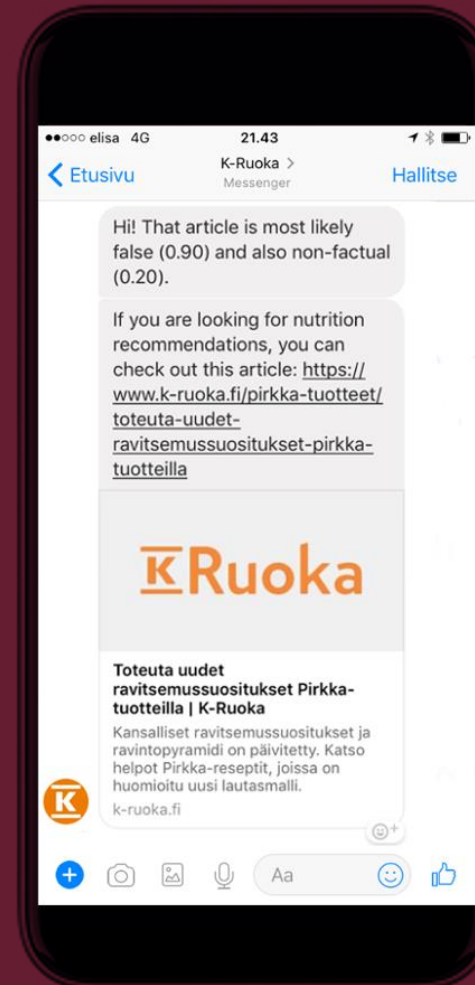 elisa 4G 21.43
Etusivu K-Ruoka > Hallitse
Messenger
Hi! That article is most likely
false (0.90) and also non-factual
(0.20).
If you are looking for nutrition
recommendations, you can
check out this article: https://
www.k-ruoka.fi/pirkka-tuotteet/
toteuta-uudet-
ravitsemussuositukset-pirkka-
tuotteilla
K Ruoka
Toteuta uudet
ravitsemussuositukset Pirkka-
tuotteilla | K-Ruoka
Kansalliset ravitsemussuositukset ja
ravintopyramidi on päivitetty. Katso
helpot Pirkka-reseptit, joissa on
huomioitu uusi lautasmalli.
k-ruoka.fi
K
Aa